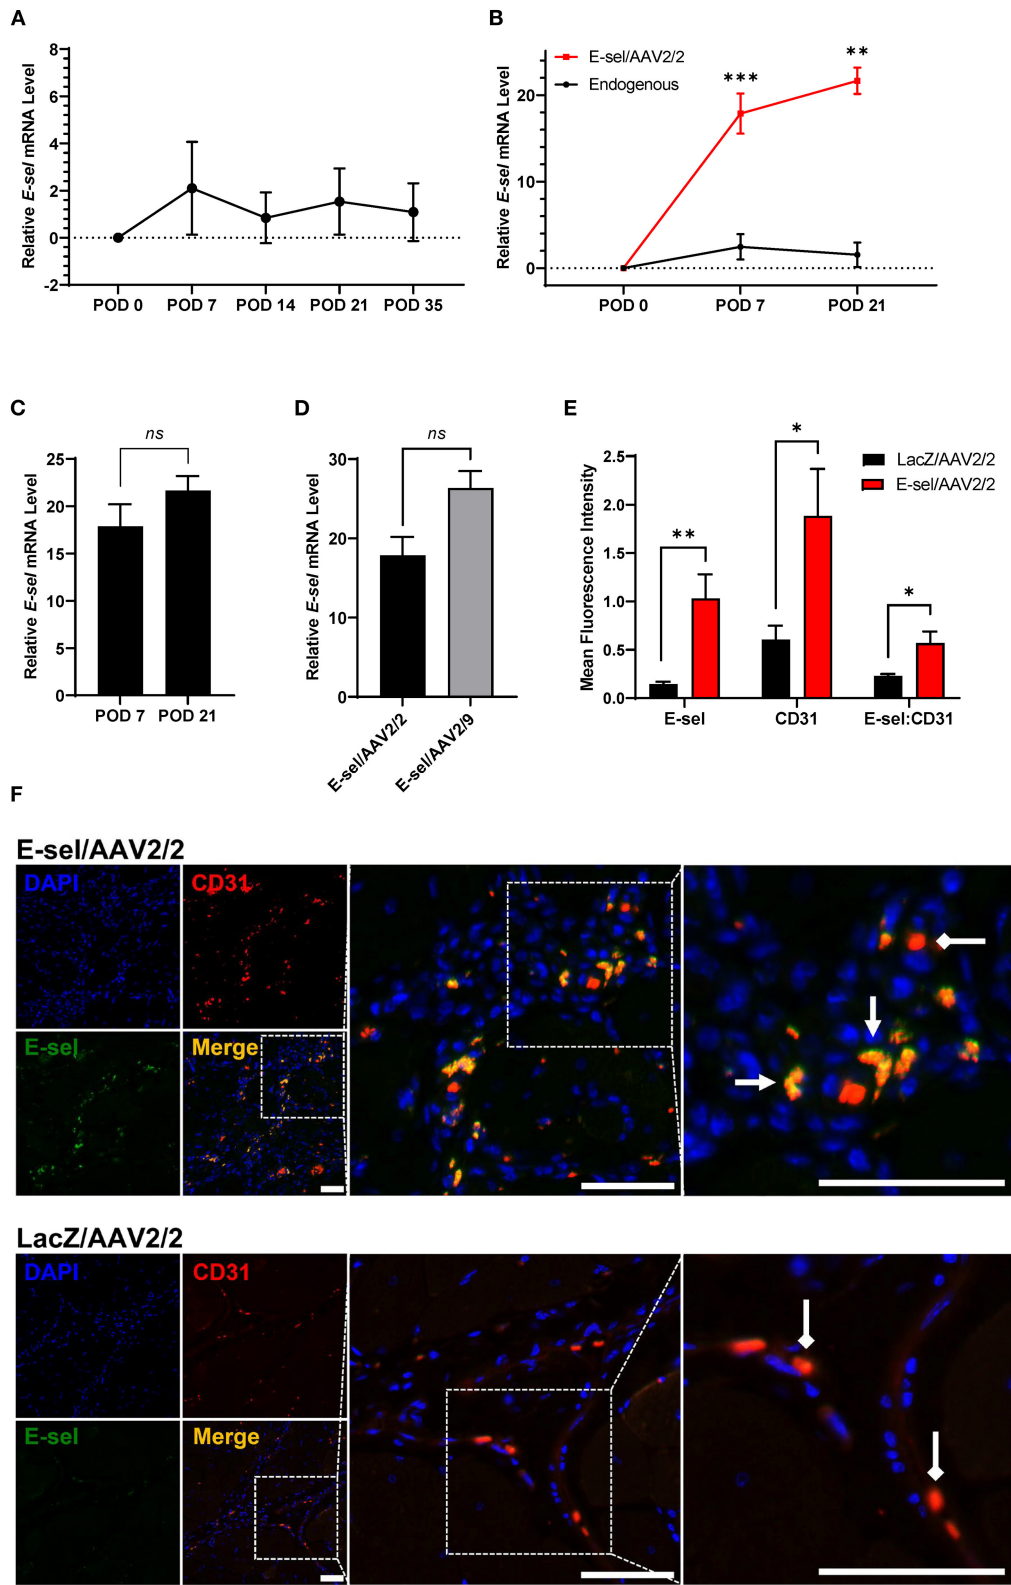 A
Relative E-sel mRNA Level
8
6
4
2
0
-2
POD 0 POD 7 POD 14 POD 21 POD 35
B
Relative E-sel mRNA Level
E-sel/AAV2/2
Endogenous
***
**
20
10
0
POD 0 POD 7 POD 21
C
Relative E-sel mRNA Level
ns
25
20
15
10
5
0
POD 7 POD 21
D
Relative E-sel mRNA Level
ns
30
20
10
0
E-sel/AAV2/2
E-sel/AAV2/9
E
Mean Fluorescence Intensity
LacZ/AAV2/2
E-sel/AAV2/2
**
*
*
2.5
2.0
1.5
1.0
0.5
0.0
E-sel CD31 E-sel:CD31
F
E-sel/AAV2/2
DAPI CD31
E-sel Merge
LacZ/AAV2/2
DAPI CD31
E-sel Merge